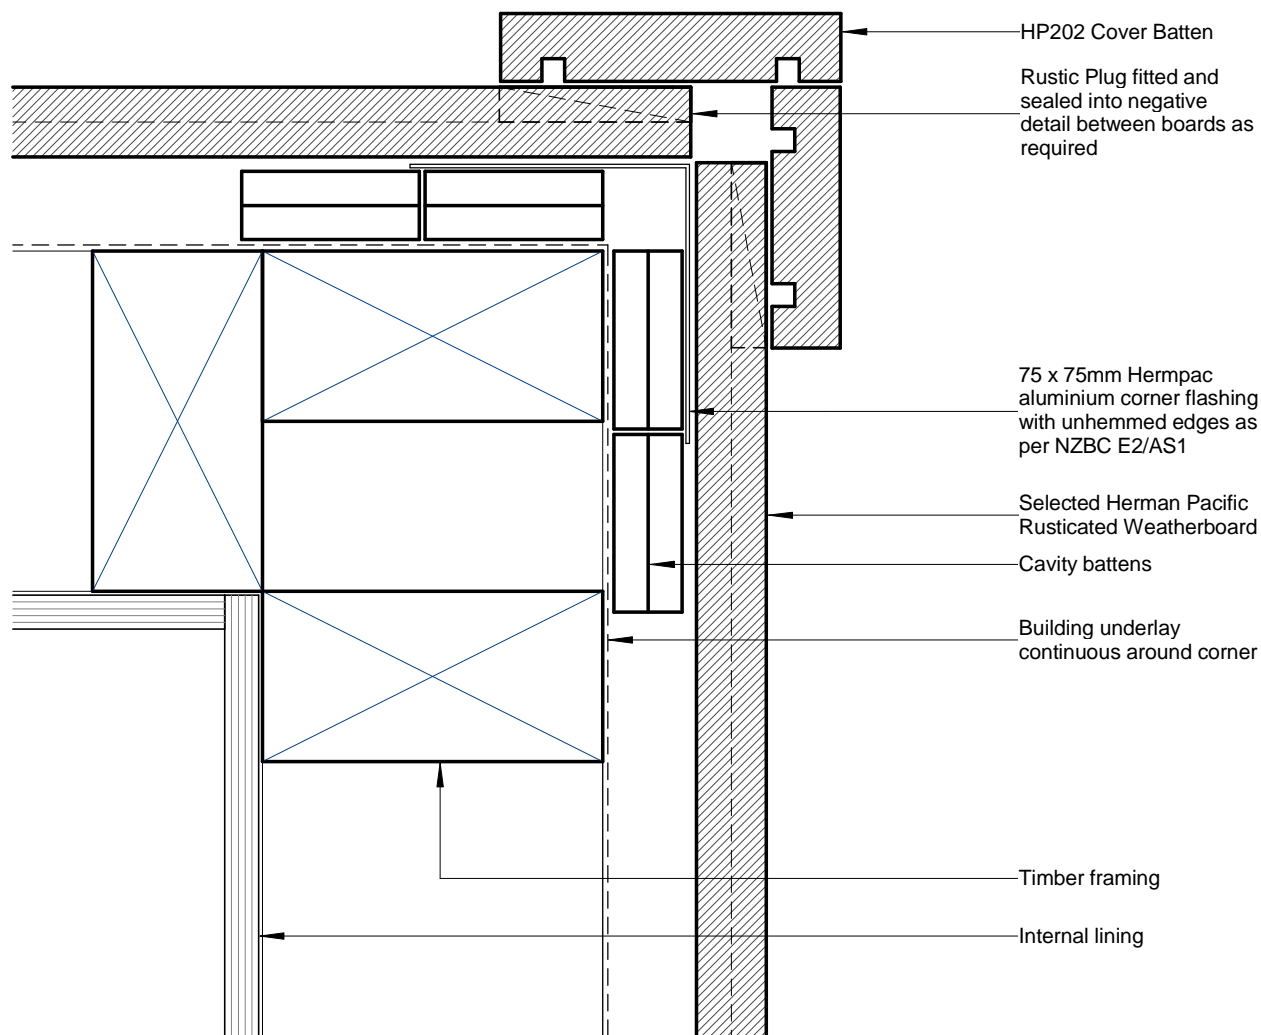 HP202 Cover Batten
Rustic Plug fitted and
sealed into negative
detail between boards as
required
75 x 75mm Hermpac
aluminium corner flashing
with unhemmed edges as
per NZBC E2/AS1
Selected Herman Pacific
Rusticated Weatherboard
Cavity battens
Building underlay
continuous around corner
Timber framing
Internal lining